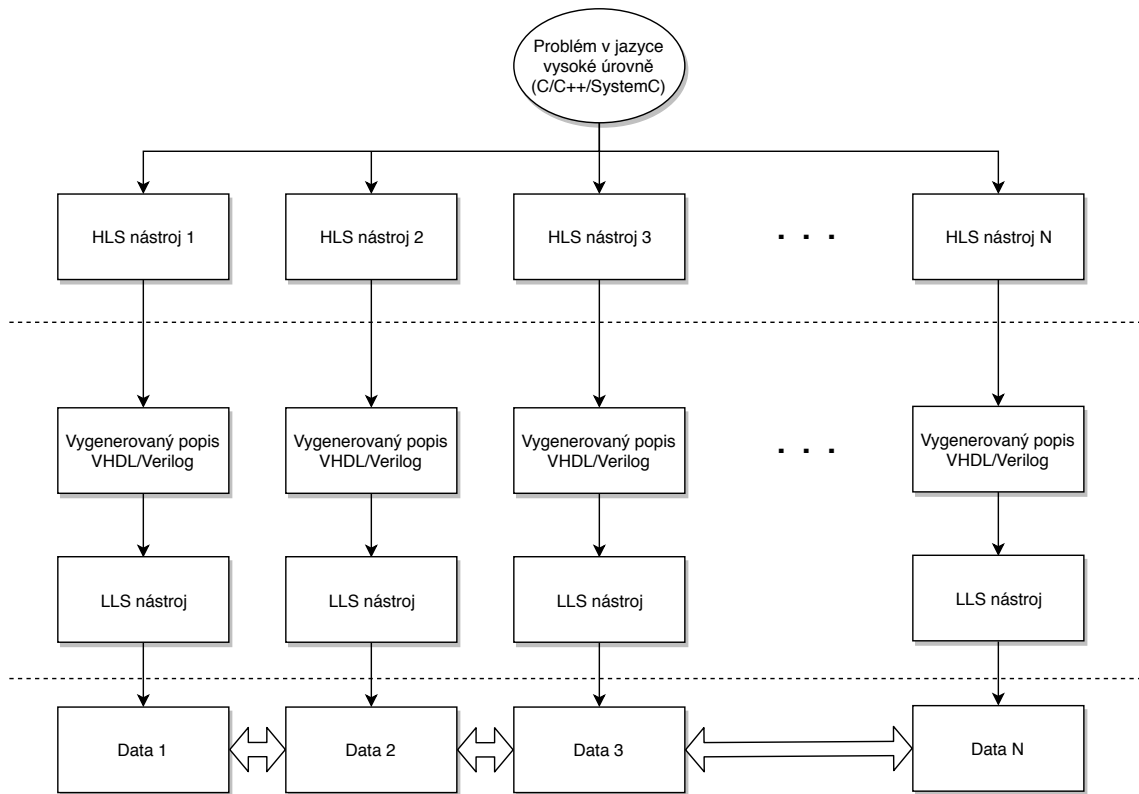 Problém v jazyce
vysoké úrovně
(C/C++/SystemC)
HLS nástroj 1
HLS nástroj 2
HLS nástroj 3
. . .
HLS nástroj N
Vygenerovaný popis
VHDL/Verilog
Vygenerovaný popis
VHDL/Verilog
Vygenerovaný popis
VHDL/Verilog
. . .
Vygenerovaný popis
VHDL/Verilog
LLS nástroj
LLS nástroj
LLS nástroj
LLS nástroj
Data 1
Data 2
Data 3
Data N